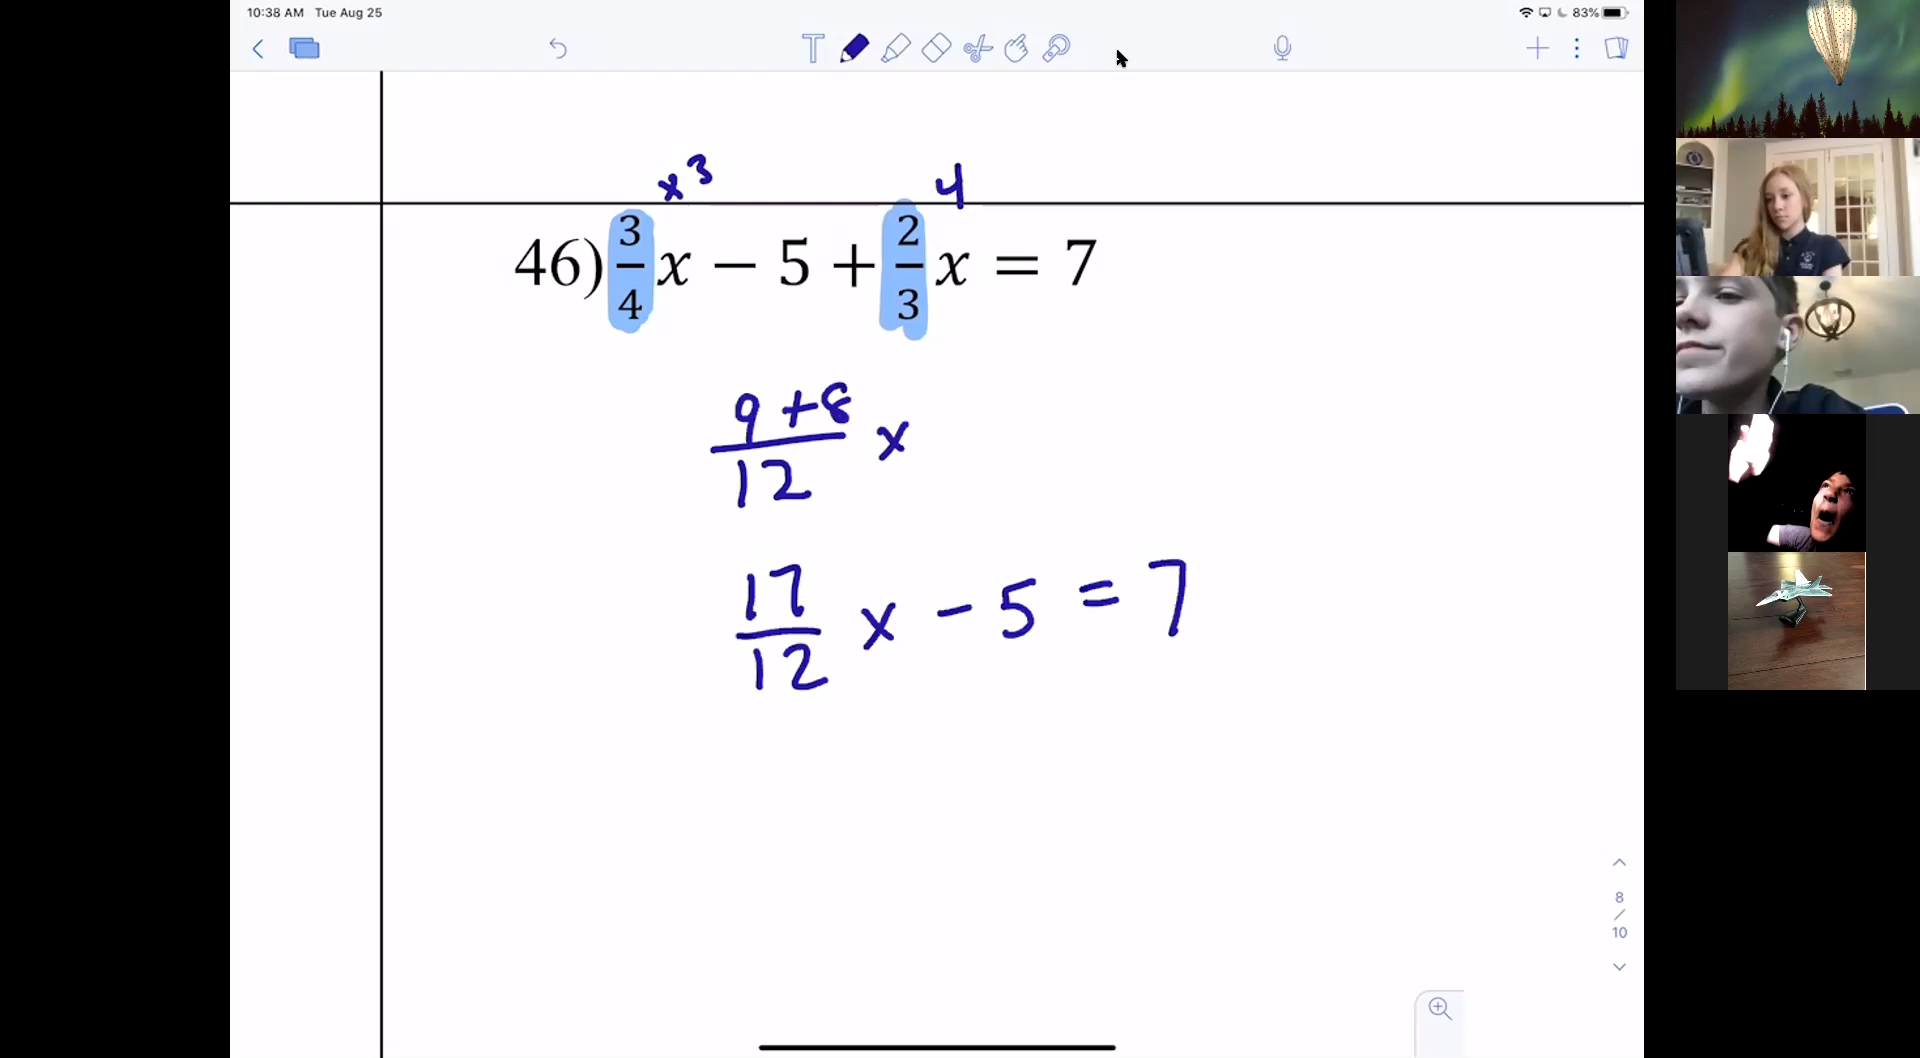 10:38 AM Tue Aug 25
83%
T
x3 4
46) 3/4 x − 5 + 2/3 x = 7
9+8/12 x
17/12 x - 5 = 7
8
/
10